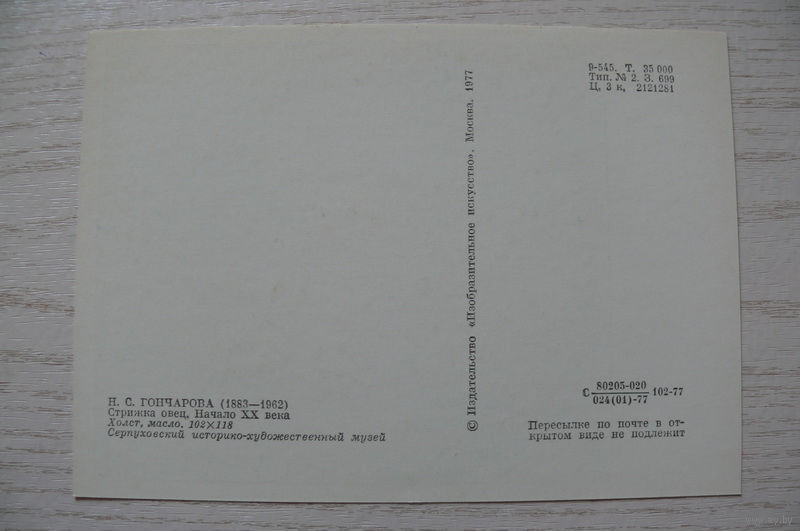 9-545. Т. 35 000
Тип. № 2. З. 699
Ц. 3 к, 2121281
© Издательство «Изобразительное искусство». Москва. 1977
Н. С. ГОНЧАРОВА (1883—1962)
Стрижка овец. Начало XX века
Холст, масло. 102×118
Серпуховский историко-художественный музей
С 80205-020 102-77
024(01)-77
Пересылке по почте в от-
крытом виде не подлежит